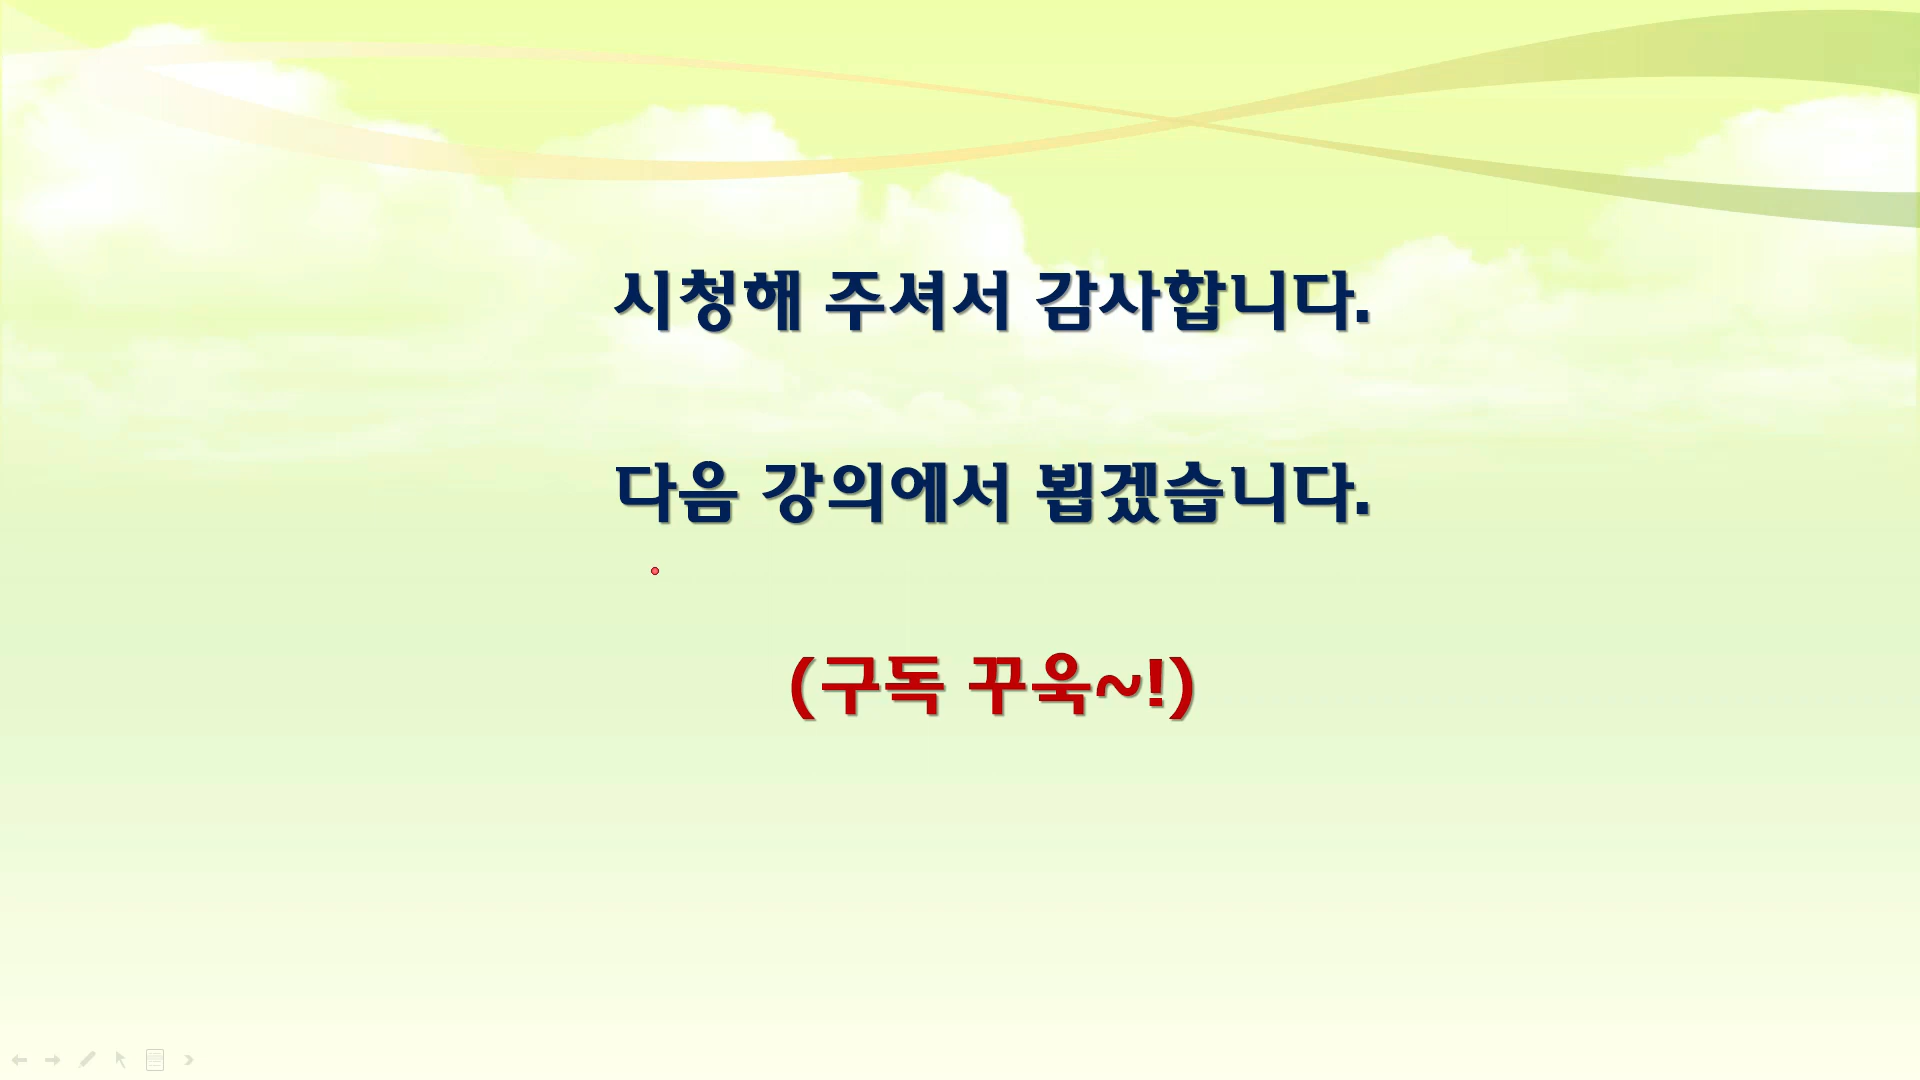 시청해 주셔서 감사합니다.
다음 강의에서 뵙겠습니다.
(구독 꾸욱~!)